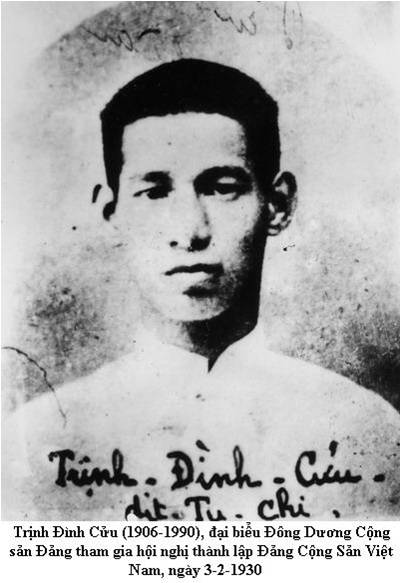 Trịnh - Đình - Cửu -
dit - Tu - Chi -
Trịnh Đình Cửu (1906-1990), đại biểu Đông Dương Cộng
sản Đảng tham gia hội nghị thành lập Đảng Cộng Sản Việt
Nam, ngày 3-2-1930